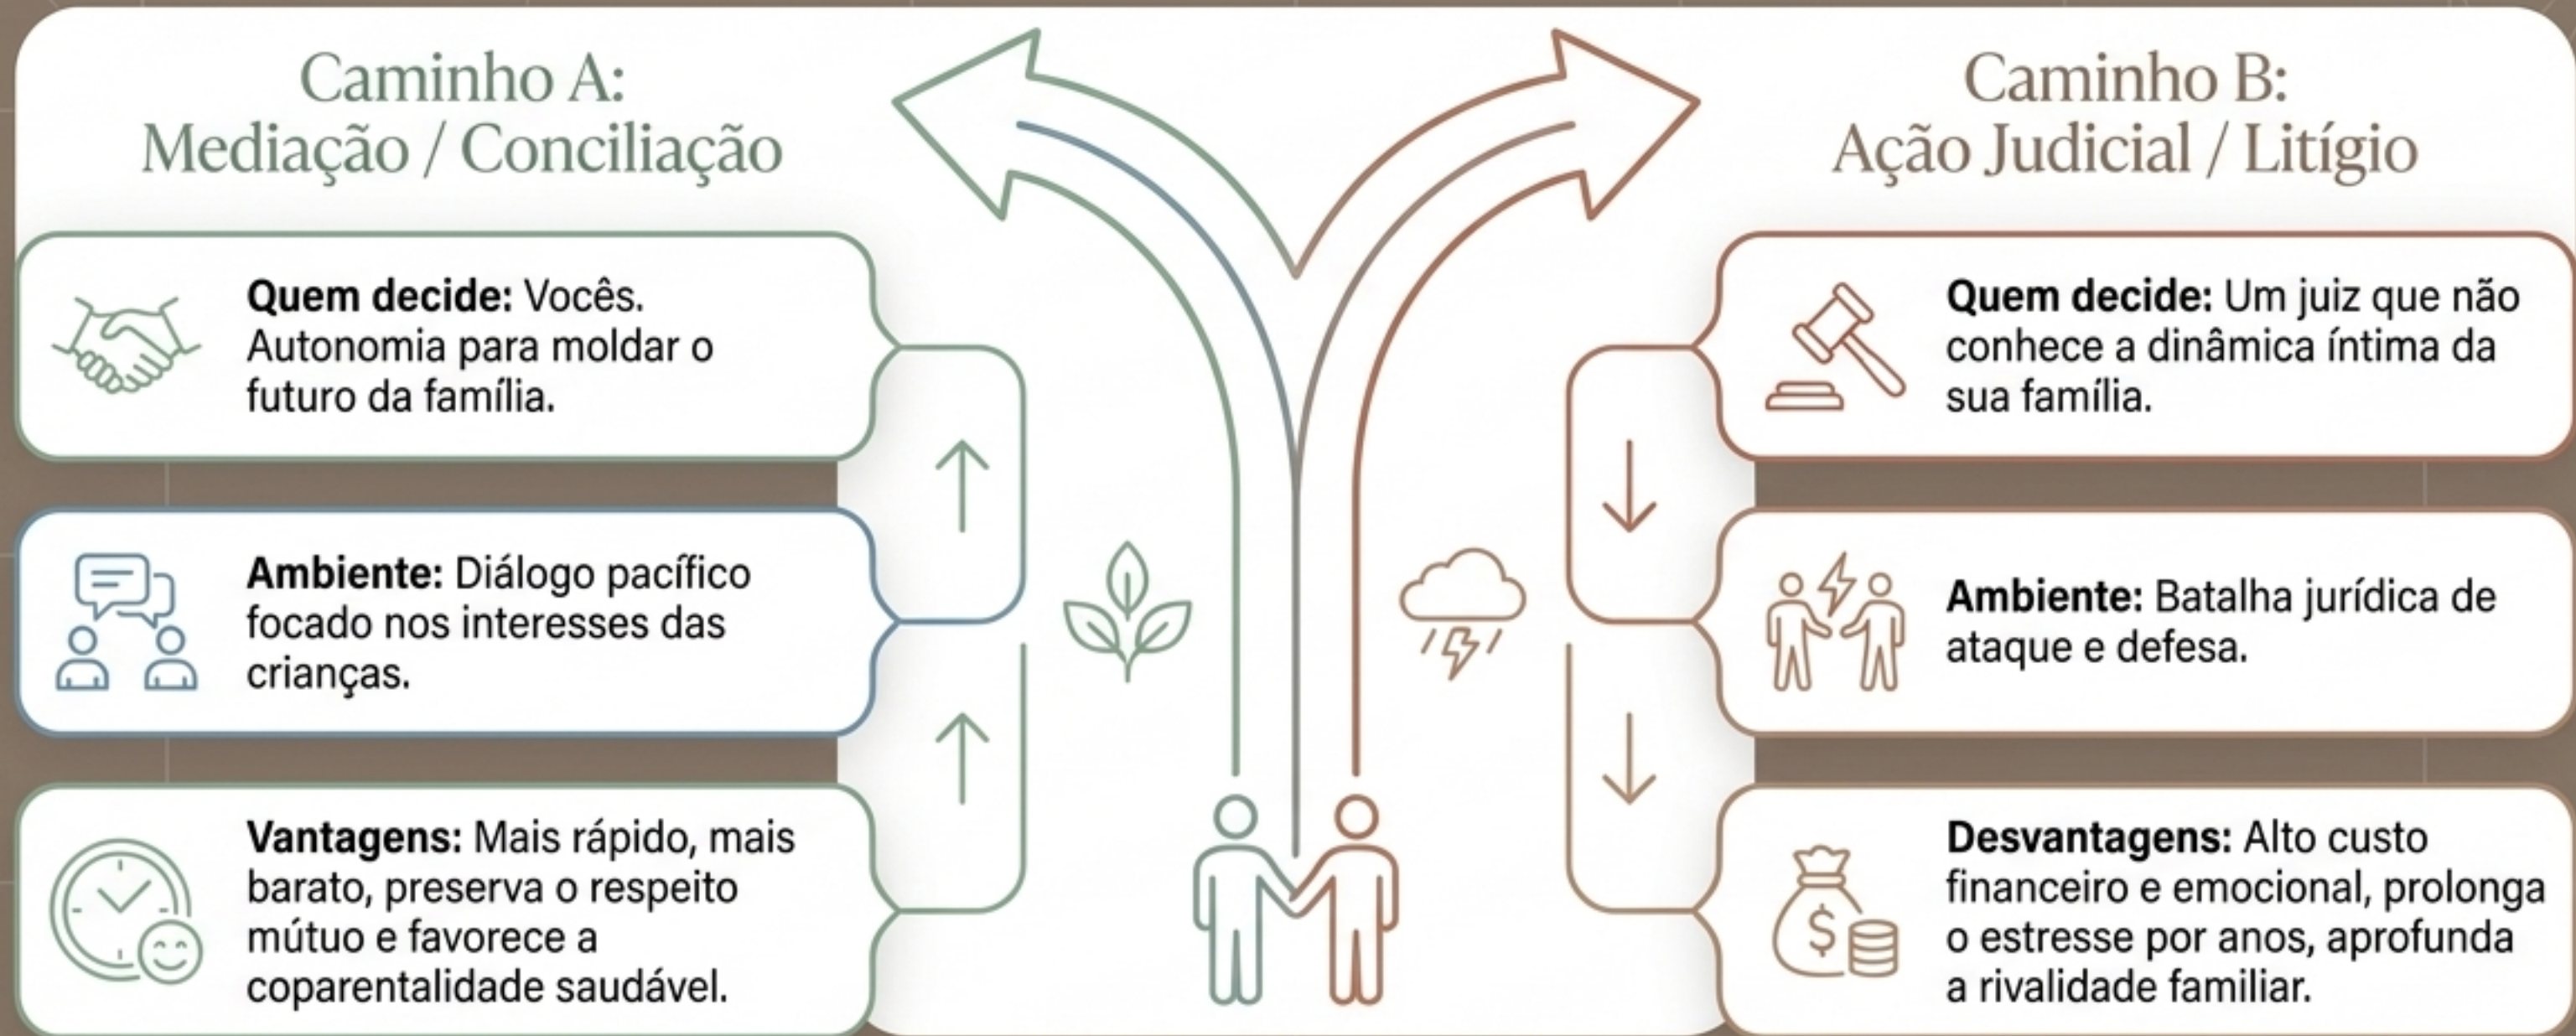 Caminho A:
Mediação / Conciliação
Quem decide: Vocês.
Autonomia para moldar o
futuro da família.
Ambiente: Diálogo pacífico
focado nos interesses das
crianças.
Vantagens: Mais rápido, mais
barato, preserva o respeito
mútuo e favorece a
coparentalidade saudável.
Caminho B:
Ação Judicial / Litígio
Quem decide: Um juiz que não
conhece a dinâmica íntima da
sua família.
Ambiente: Batalha jurídica de
ataque e defesa.
$
Desvantagens: Alto custo
financeiro e emocional, prolonga
o estresse por anos, aprofunda
a rivalidade familiar.